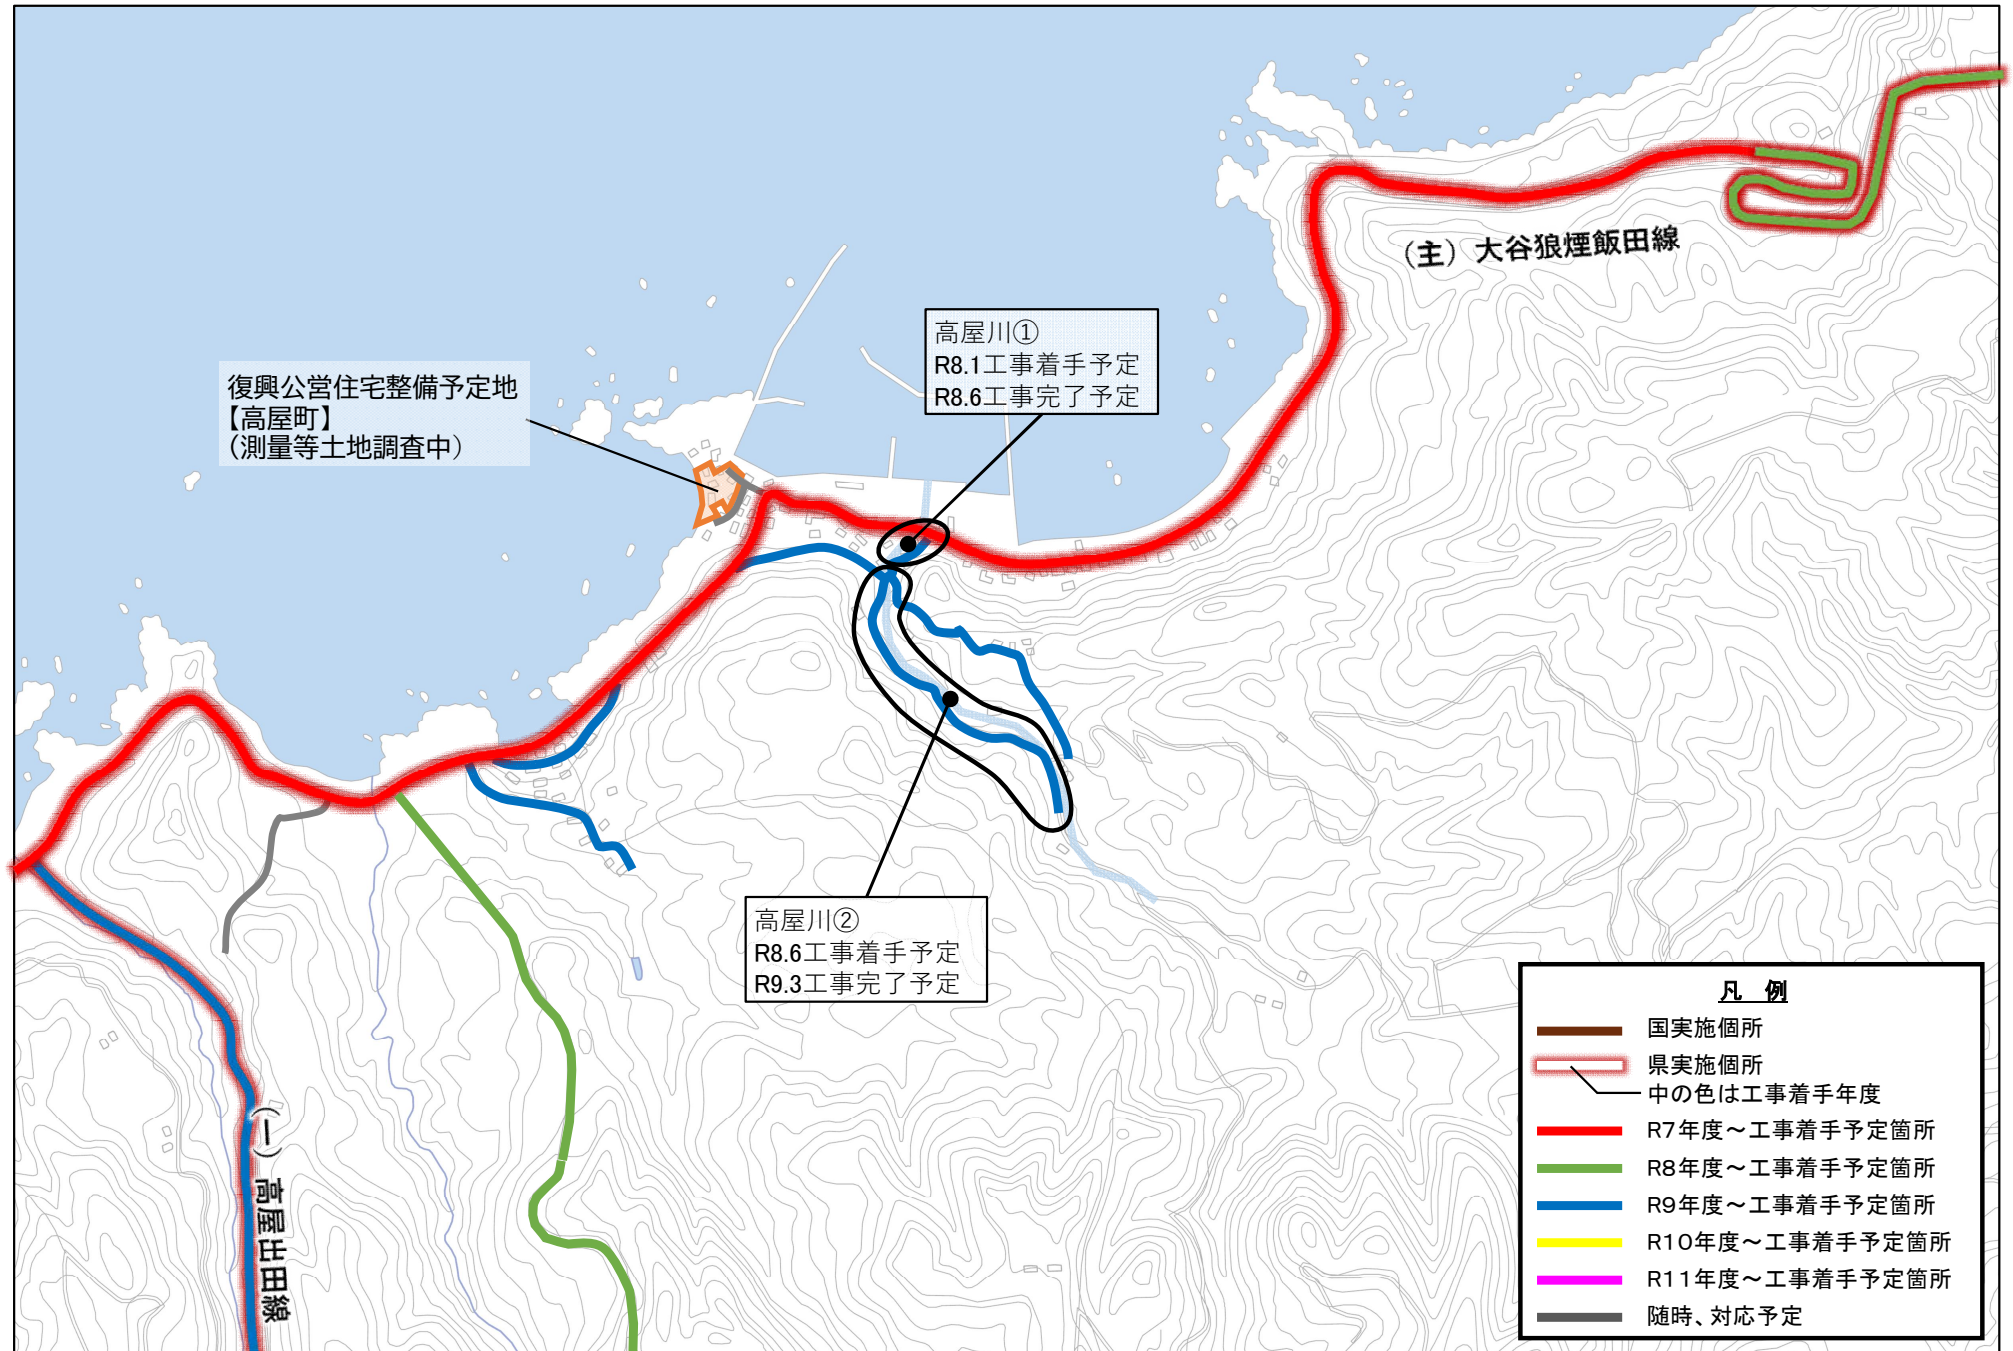 (主)大谷狼煙飯田線
高屋川①
R8.1工事着手予定
R8.6工事完了予定
復興公営住宅整備予定地
【高屋町】
(測量等土地調査中)
高屋川②
R8.6工事着手予定
R9.3工事完了予定
(一)高屋出田線
凡 例
国実施個所
県実施個所
中の色は工事着手年度
R7年度～工事着手予定箇所
R8年度～工事着手予定箇所
R9年度～工事着手予定箇所
R10年度～工事着手予定箇所
R11年度～工事着手予定箇所
随時、対応予定